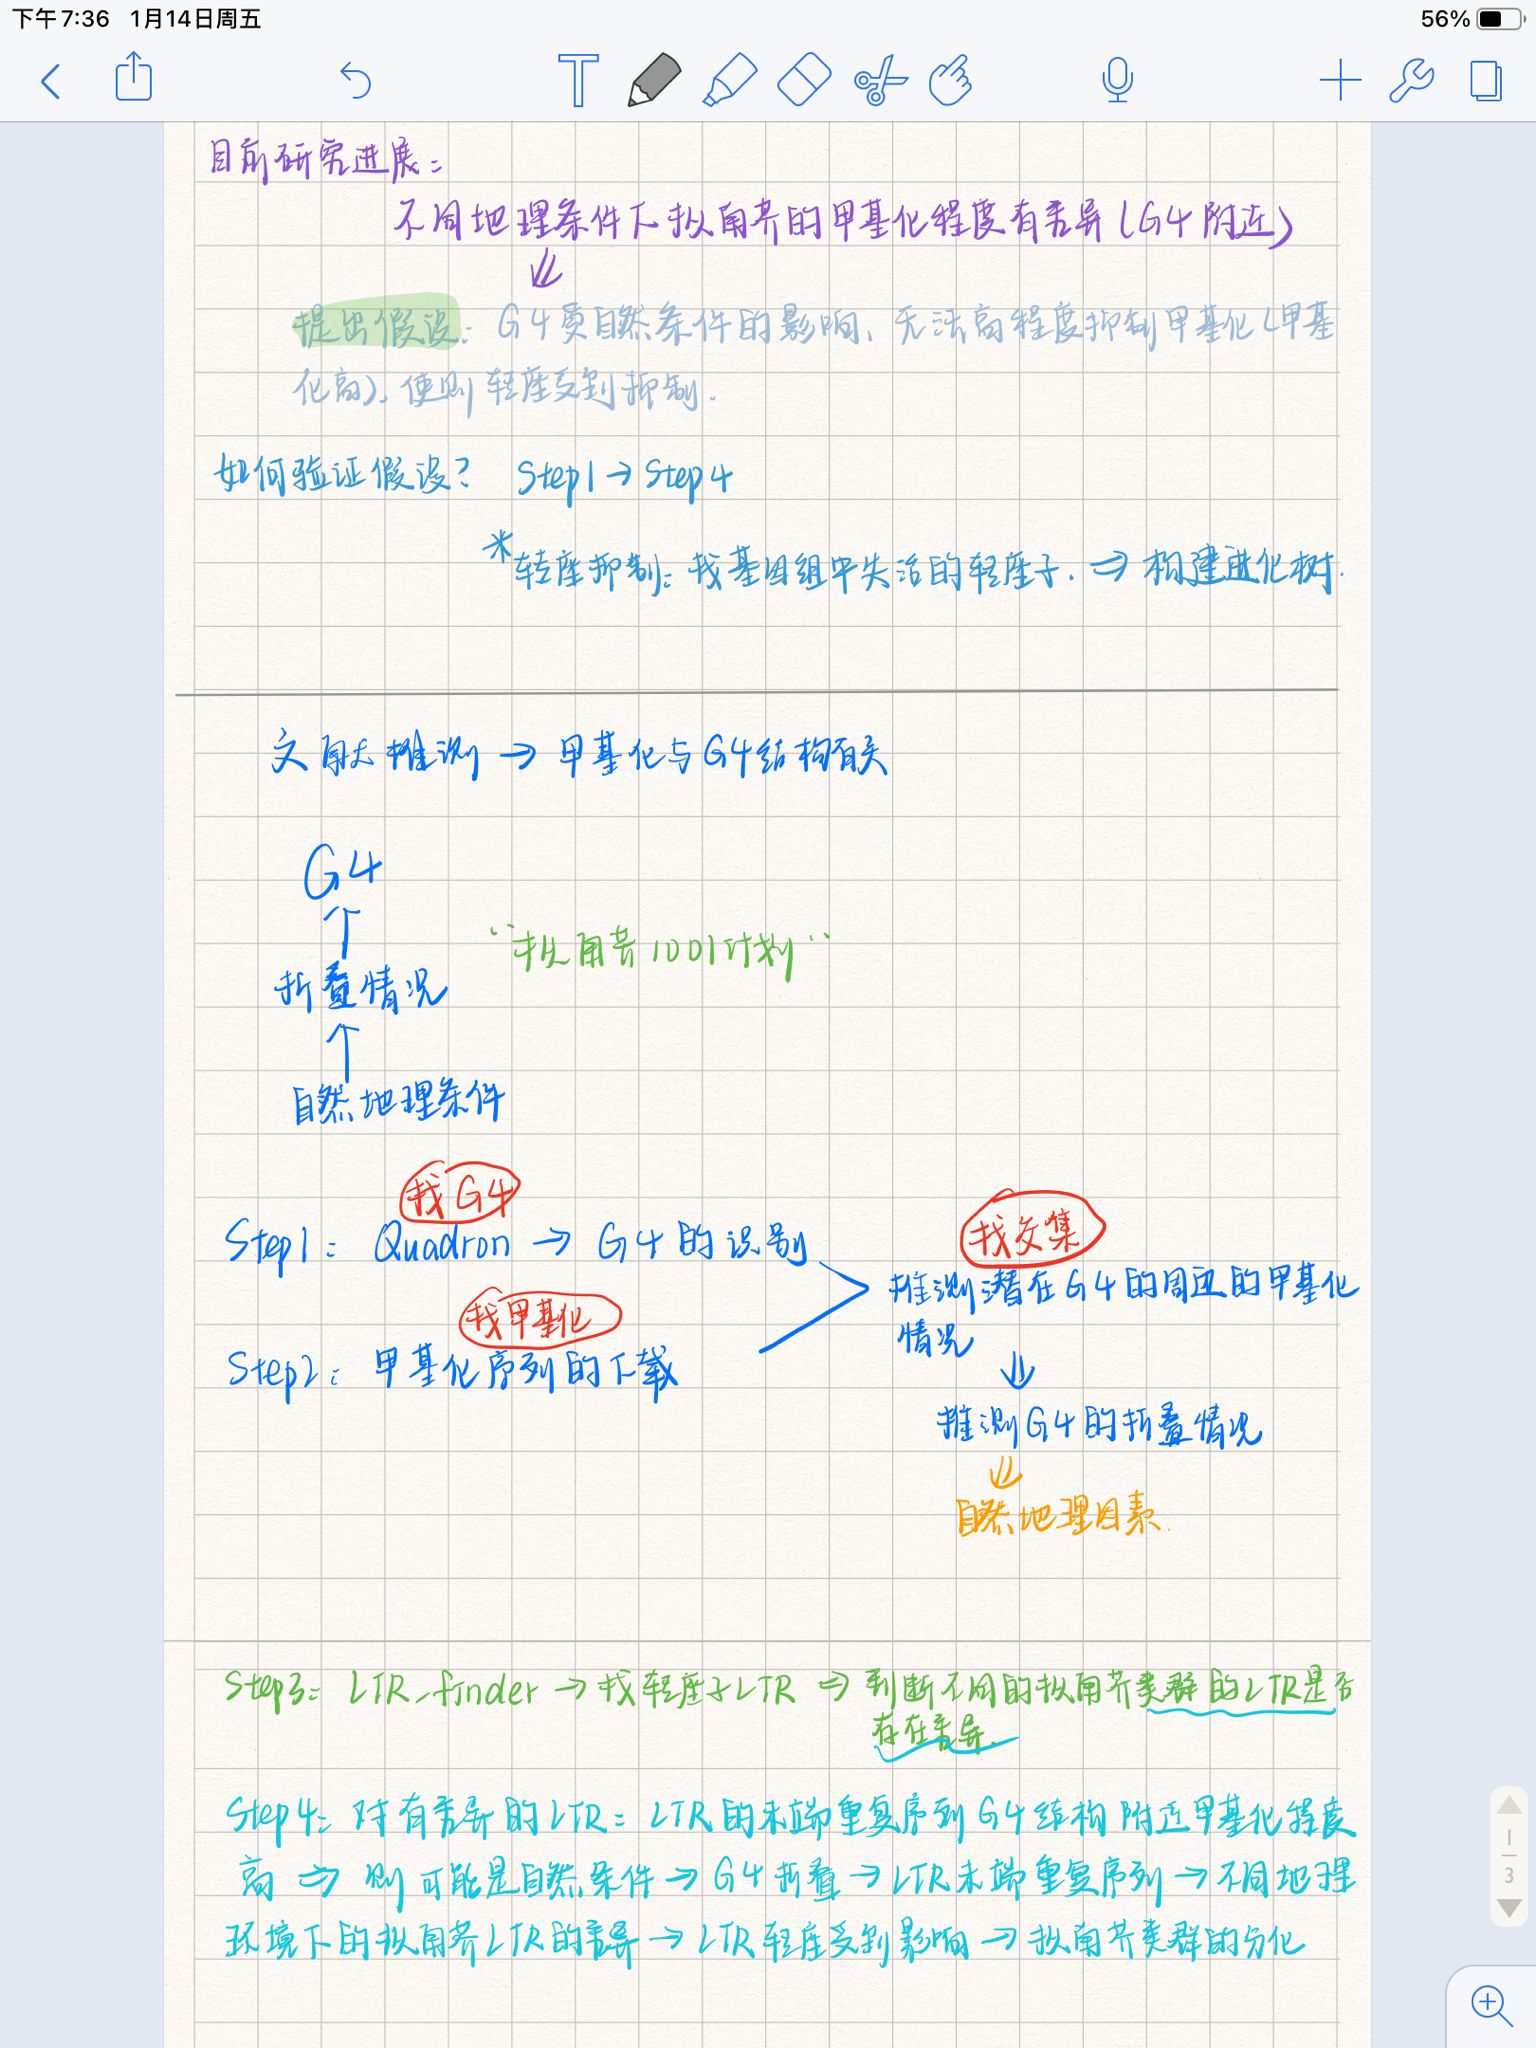 下午7:36 1月14日周五
56%
目前研究进展：
不同地理条件下拟南芥的甲基化程度有差异(G4附近)
提出假设：G4受自然条件的影响、无法高程度抑制甲基化(甲基
化高)，使则转座受到抑制.
如何验证假设？ Step1→Step4
*转座抑制：找基因组中失活的转座子. ⇒ 构建进化树.
文献推测→甲基化与G4结构有关
G4
↑
折叠情况
"拟南芥1001计划"
↑
自然地理条件
找G4
Step1：Quadron → G4的识别
找交集
推测潜在G4的周边的甲基化
情况
找甲基化
Step2：甲基化序列的下载
推测G4的折叠情况
自然地理因素.
Step3：LTR_finder→找转座子LTR ⇒ 判断不同的拟南芥类群的LTR是否
存在差异.
Step4：对有差异的LTR：LTR的末端重复序列G4结构附近甲基化程度
高 ⇒ 则可能是自然条件→G4折叠→LTR末端重复序列→不同地理
环境下的拟南芥LTR的差异→LTR转座受到影响→拟南芥类群的分化
1
3